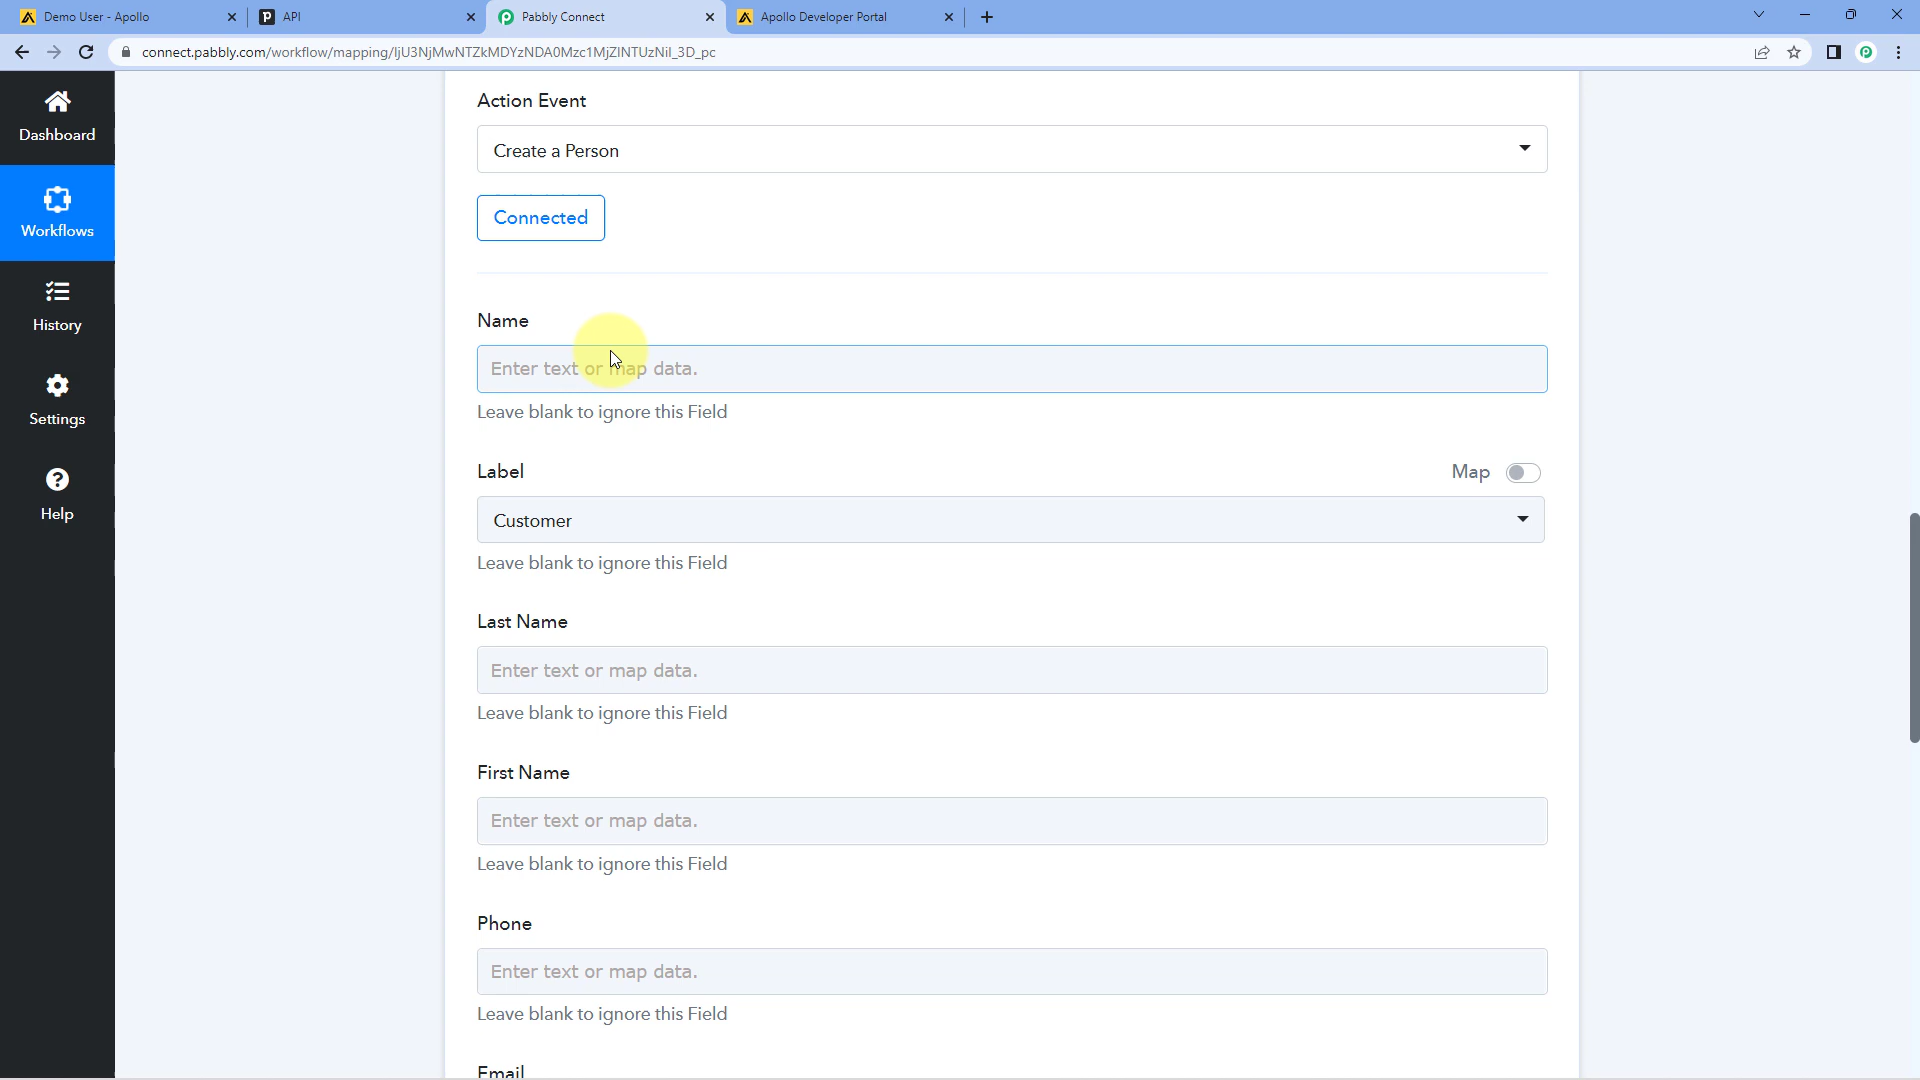 Demo User - Apollo
API
Pabbly Connect
Apollo Developer Portal
connect.pabbly.com/workflow/mapping/IjU3NjMwNTZkMDYzNDA0Mzc1MjZlNTUzNiI_3D_pc
Dashboard
Workflows
History
Settings
Help
Action Event
Create a Person
Connected
Name
Enter text or map data.
Leave blank to ignore this Field
Label
Map
Customer
Leave blank to ignore this Field
Last Name
Enter text or map data.
Leave blank to ignore this Field
First Name
Enter text or map data.
Leave blank to ignore this Field
Phone
Enter text or map data.
Leave blank to ignore this Field
Email